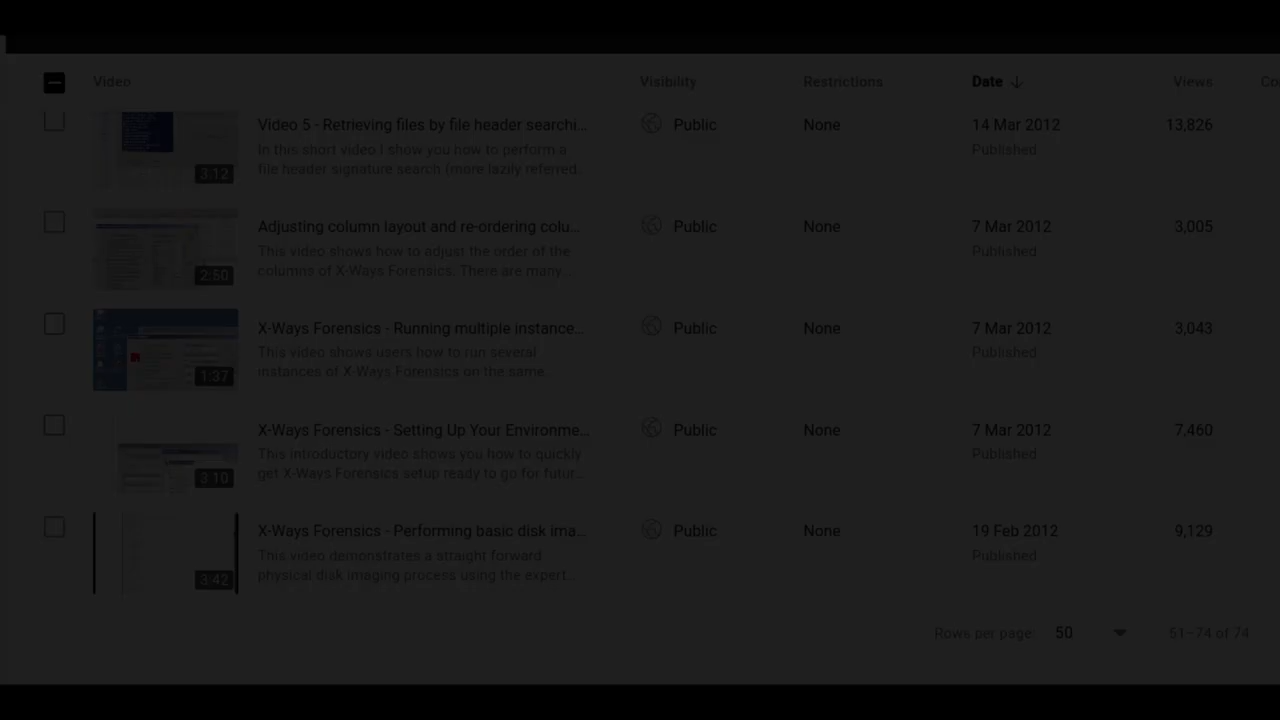 Video Visibility Restrictions Date ↓ Views Co
Video 5 - Retrieving files by file header searchi... Public None 14 Mar 2012 13,826
In this short video I show you how to perform a Published
file header signature search (more lazily referred...
3:12
Adjusting column layout and re-ordering colu... Public None 7 Mar 2012 3,005
This video shows how to adjust the order of the Published
columns of X-Ways Forensics. There are many...
2:50
X-Ways Forensics - Running multiple instance... Public None 7 Mar 2012 3,043
This video shows users how to run several Published
instances of X-Ways Forensics on the same...
1:37
X-Ways Forensics - Setting Up Your Environme... Public None 7 Mar 2012 7,460
This introductory video shows you how to quickly Published
get X-Ways Forensics setup ready to go for futur...
3:10
X-Ways Forensics - Performing basic disk ima... Public None 19 Feb 2012 9,129
This video demonstrates a straight forward Published
physical disk imaging process using the expert...
3:42
Rows per page: 50 51–74 of 74